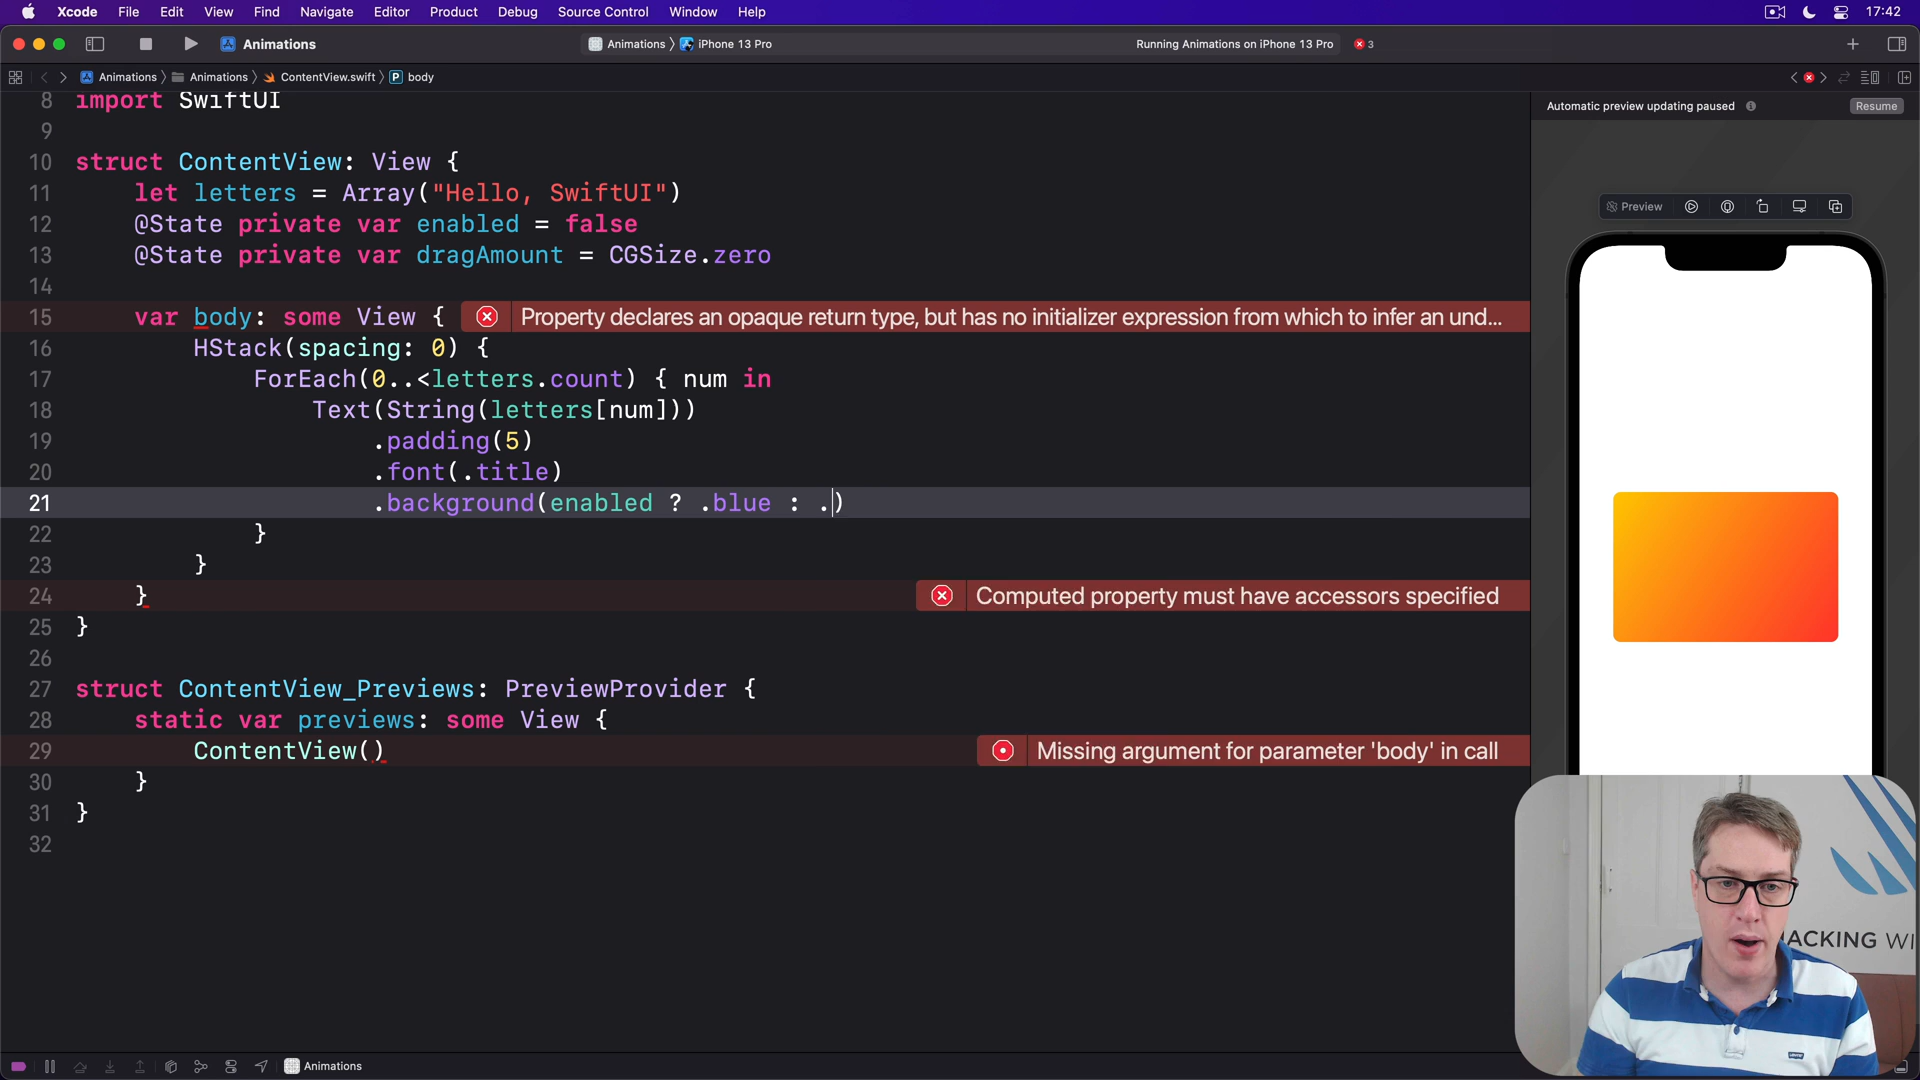 Xcode File Edit View Find Navigate Editor Product Debug Source Control Window Help 17:42
Animations Animations iPhone 13 Pro Running Animations on iPhone 13 Pro 3
Animations Animations ContentView.swift P body
Automatic preview updating paused Resume
Preview
8 import SwiftUI
9
10 struct ContentView: View {
11 let letters = Array("Hello, SwiftUI")
12 @State private var enabled = false
13 @State private var dragAmount = CGSize.zero
14
15 var body: some View { Property declares an opaque return type, but has no initializer expression from which to infer an und...
16 HStack(spacing: 0) {
17 ForEach(0..<letters.count) { num in
18 Text(String(letters[num]))
19 .padding(5)
20 .font(.title)
21 .background(enabled ? .blue : .)
22 }
23 }
24 } Computed property must have accessors specified
25 }
26
27 struct ContentView_Previews: PreviewProvider {
28 static var previews: some View {
29 ContentView() Missing argument for parameter 'body' in call
30 }
31 }
32
ACKING WI
Animations